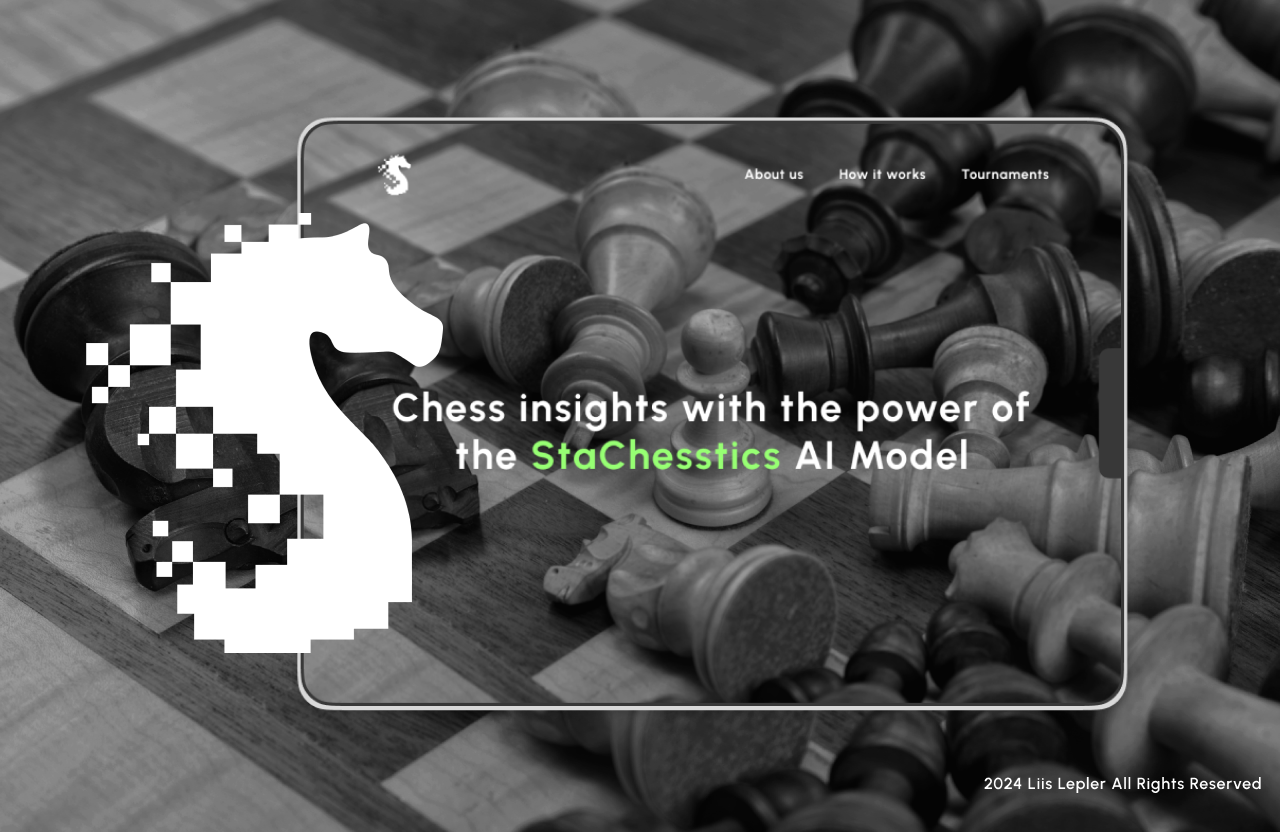 About us How it works Tournaments
Chess insights with the power of
the StaChesstics AI Model
2024 Liis Lepler All Rights Reserved